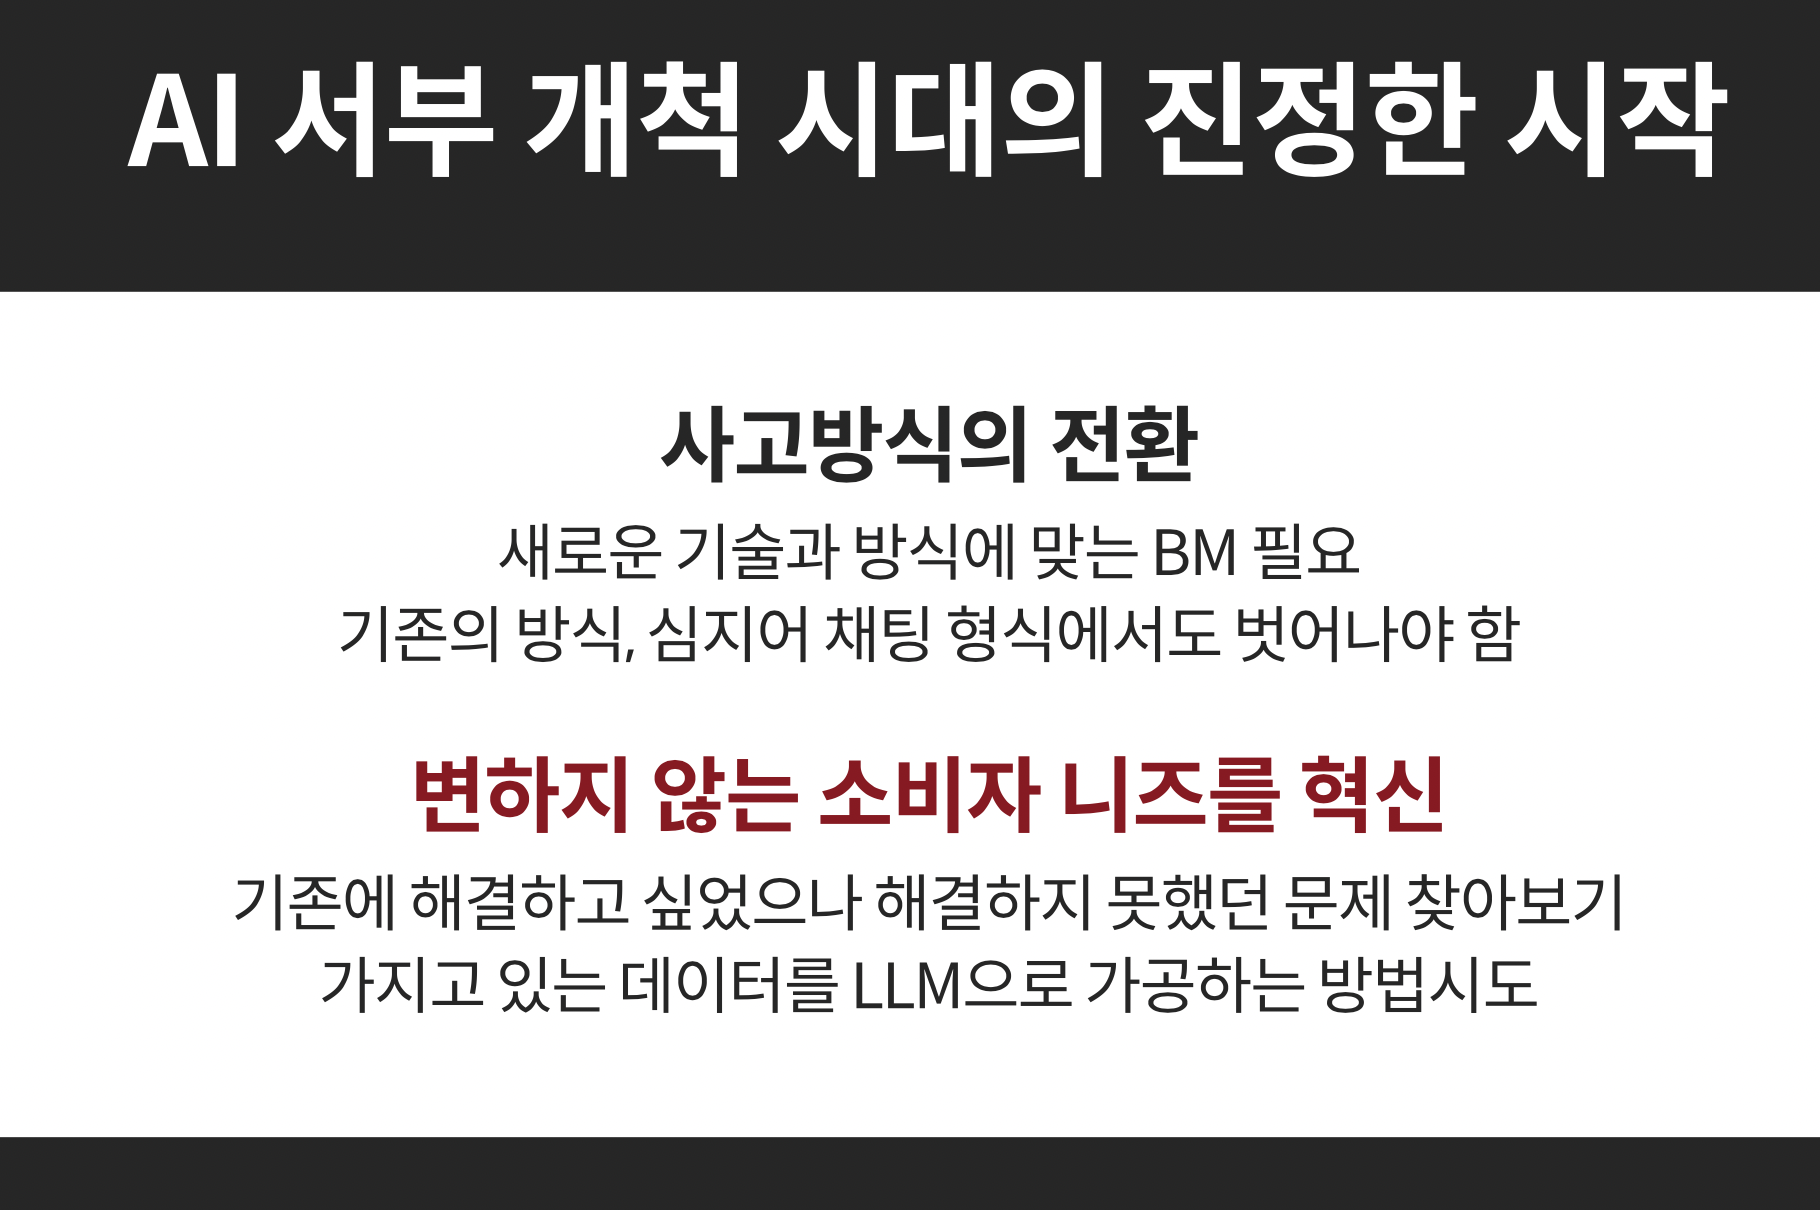 AI 서부 개척 시대의 진정한 시작
사고방식의 전환
새로운 기술과 방식에 맞는 BM 필요
기존의 방식, 심지어 채팅 형식에서도 벗어나야 함
변하지 않는 소비자 니즈를 혁신
기존에 해결하고 싶었으나 해결하지 못했던 문제 찾아보기
가지고 있는 데이터를 LLM으로 가공하는 방법시도